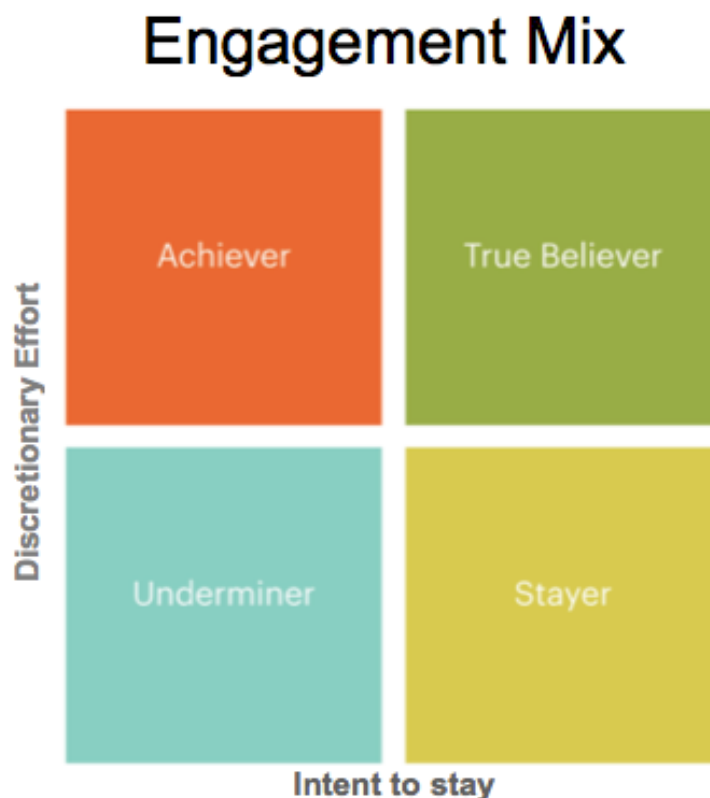 Engagement Mix
Achiever
True Believer
Discretionary Effort
Underminer
Stayer
Intent to stay